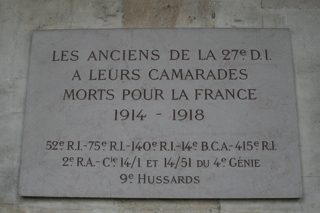 LES ANCIENS DE LA 27e D.I.
A LEURS CAMARADES
MORTS POUR LA FRANCE
1914 - 1918
52e R.I.-75e R.I.-140e R.I.-14e B.C.A.-415e R.I.
2e R.A.-Cie 14/1 ET 14/51 DU 4e GÉNIE
9e HUSSARDS